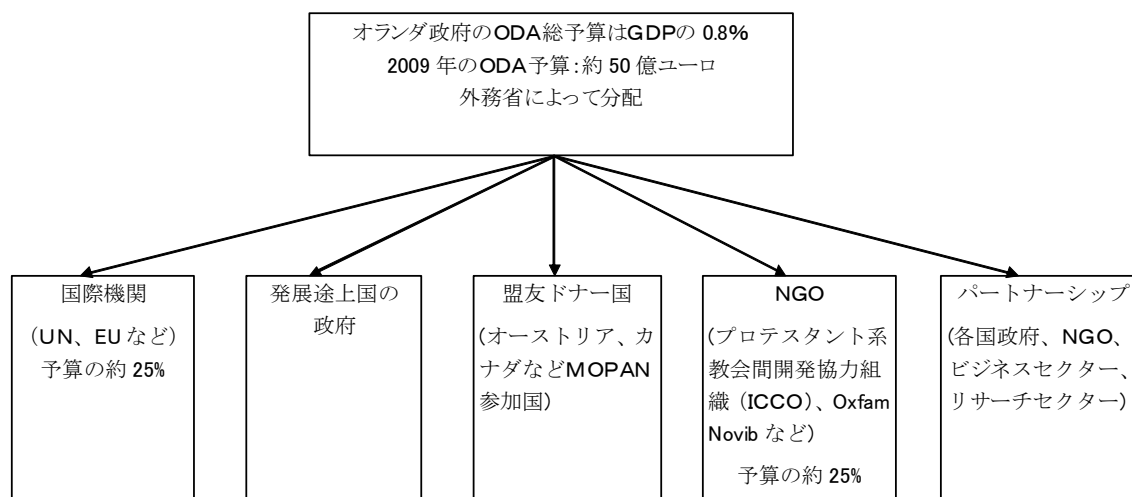 オランダ政府のODA総予算はGDPの 0.8%
2009 年のODA予算：約 50 億ユーロ
外務省によって分配
国際機関
（UN、EU など）
予算の約 25%
発展途上国の
政府
盟友ドナー国
(オーストリア、カ
ナダなどMOPAN
参加国)
NGO
(プロテスタント系
教会間開発協力組
織（ICCO）、Oxfam
Novib など)
予算の約 25%
パートナーシップ
(各国政府、NGO、
ビジネスセクター、
リサーチセクター)